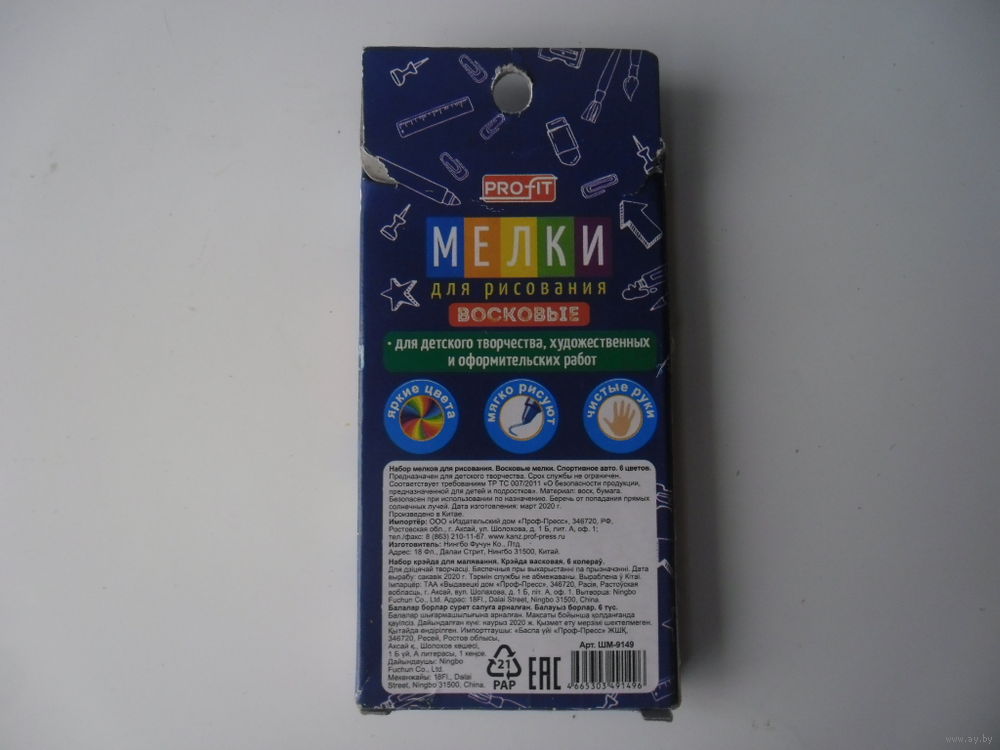 PROFIT
МЕЛКИ
для рисования
ВОСКОВЫЕ
• для детского творчества, художественных
и оформительских работ
яркие цвета
мягко рисуют
чистые руки
Набор мелков для рисования. Восковые мелки. Спортивное авто. 6 цветов.
Предназначен для детского творчества. Срок службы не ограничен.
Соответствует требованиям ТР ТС 007/2011 «О безопасности продукции,
предназначенной для детей и подростков». Материал: воск, бумага.
Безопасен при использовании по назначению. Беречь от попадания прямых
солнечных лучей. Дата изготовления: март 2020 г.
Произведено в Китае.
Импортёр: ООО «Издательский дом «Проф-Пресс», 346720, РФ,
Ростовская обл., г. Аксай, ул. Шолохова, д. 1 Б, лит. А, оф. 1;
тел./факс: 8 (863) 210-11-67. www.kanz.prof-press.ru
Изготовитель: Нингбо Фучун Ко., Лтд.
Адрес: 18 Фл., Далаи Стрит, Нингбо 31500, Китай.
Набор крэйда для малявання. Крэйда васковая, 6 колераў.
Для дзіцячай творчасці. Бяспечныя пры выкарыстанні па прызначэнні. Дата
вырабу: сакавік 2020 г. Тэрмін службы не абмежаваны. Выраблена ў Кітаі.
Імпарцёр: ТАА «Выдавецкі дом «Проф-Пресс», 346720, Расія, Растоўская
вобласць, г. Аксай, вул. Шолахова, д. 1 Б, літ. А, оф. 1. Вытворца: Ningbo
Fuchun Co., Ltd. Адрас: 18Fl., Dalai Street, Ningbo 31500, China.
Балалар борлар сурет салуға арналған. Балауыз борлар. 6 түс.
Балалар шығармашылығына арналған. Мақсаты бойынша қолданғанда
қауіпсіз. Дайындалған күні: наурыз 2020 ж. Қызмет ету мерзімі шектелмеген.
Қытайда өндірілген. Импорттаушы: «Баспа үйі «Проф-Пресс» ЖШҚ,
346720, Ресей, Ростов облысы,
Аксай қ., Шолохов көшесі,
1 Б үй, А литерасы, 1 кеңсе.
Дайындаушы: Ningbo
Fuchun Co., Ltd.
Мекенжайы: 18Fl., Dalai
Street, Ningbo 31500, China.
Арт. ШМ-9149
21
PAP
EAC
4 665303 491496
www.ay.by